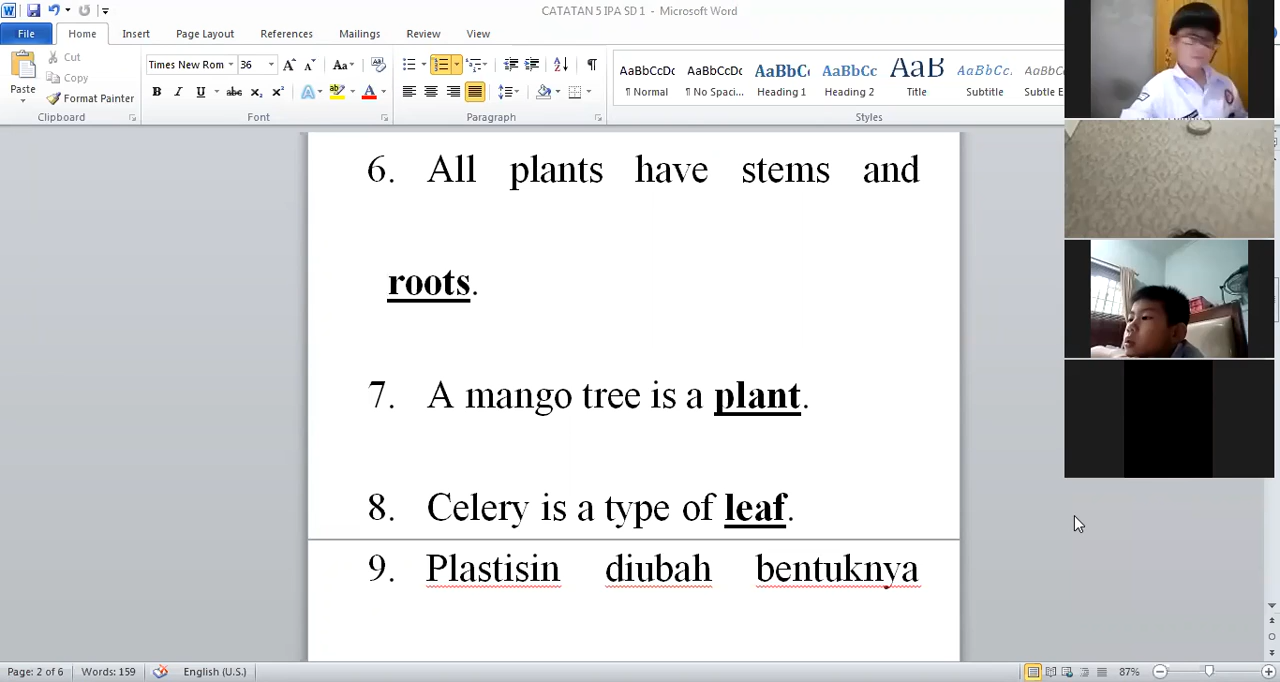 CATATAN 5 IPA SD 1 - Microsoft Word
File Home Insert Page Layout References Mailings Review View
Cut
Copy
Format Painter
Paste
Times New Rom 36
AaBbCcDc AaBbCcDc AaBbCc AaBbCc AaB AaBbCc. AaBbCc
¶ Normal ¶ No Spaci... Heading 1 Heading 2 Title Subtitle Subtle E
Clipboard Font Paragraph Styles
6. All plants have stems and
roots.
7. A mango tree is a plant.
8. Celery is a type of leaf.
9. Plastisin diubah bentuknya
Page: 2 of 6 Words: 159 English (U.S.) 87%